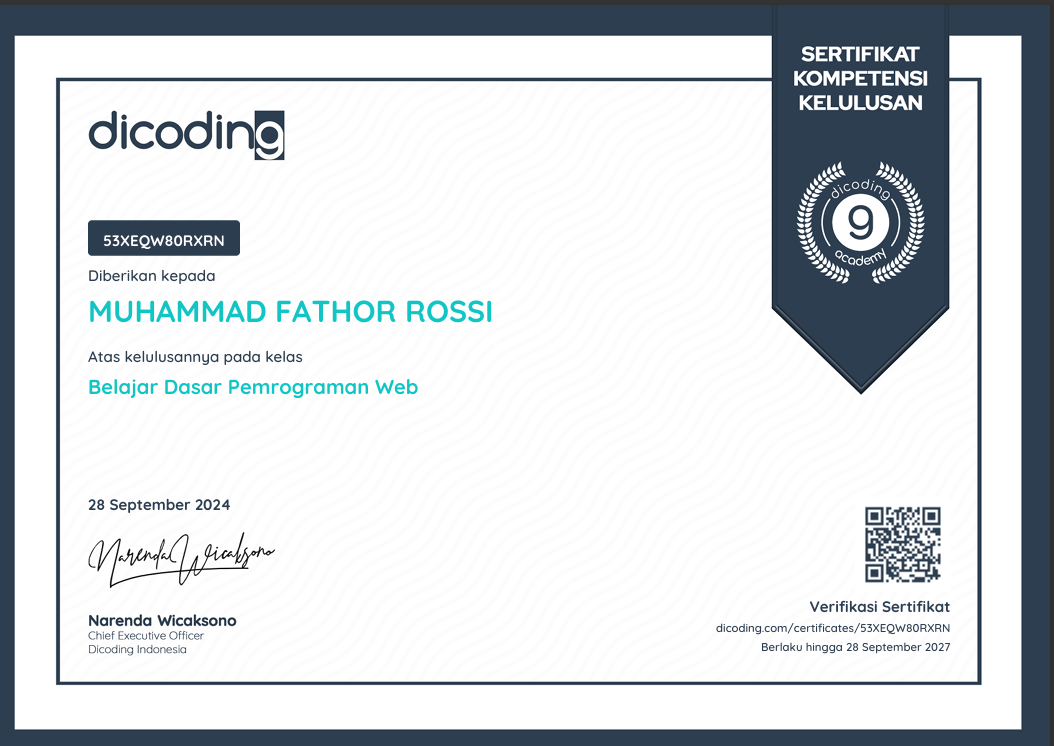 SERTIFIKAT
KOMPETENSI
KELULUSAN
dicoding
dicoding
9
academy
53XEQW80RXRN
Diberikan kepada
MUHAMMAD FATHOR ROSSI
Atas kelulusannya pada kelas
Belajar Dasar Pemrograman Web
28 September 2024
Narenda Wicaksono
Narenda Wicaksono
Chief Executive Officer
Dicoding Indonesia
Verifikasi Sertifikat
dicoding.com/certificates/53XEQW80RXRN
Berlaku hingga 28 September 2027